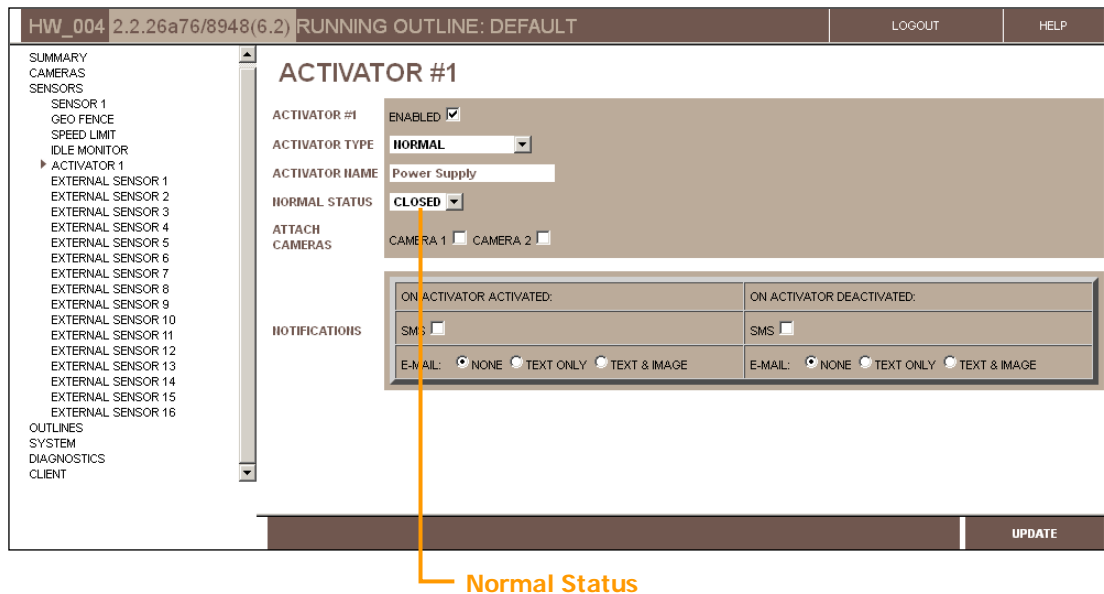 HW_004 2.2.26a76/8948(6.2) RUNNING OUTLINE: DEFAULT
LOGOUT
HELP
SUMMARY
CAMERAS
SENSORS
SENSOR 1
GEO FENCE
SPEED LIMIT
IDLE MONITOR
ACTIVATOR 1
EXTERNAL SENSOR 1
EXTERNAL SENSOR 2
EXTERNAL SENSOR 3
EXTERNAL SENSOR 4
EXTERNAL SENSOR 5
EXTERNAL SENSOR 6
EXTERNAL SENSOR 7
EXTERNAL SENSOR 8
EXTERNAL SENSOR 9
EXTERNAL SENSOR 10
EXTERNAL SENSOR 11
EXTERNAL SENSOR 12
EXTERNAL SENSOR 13
EXTERNAL SENSOR 14
EXTERNAL SENSOR 15
EXTERNAL SENSOR 16
OUTLINES
SYSTEM
DIAGNOSTICS
CLIENT
ACTIVATOR #1
ACTIVATOR #1 ENABLED
ACTIVATOR TYPE NORMAL
ACTIVATOR NAME Power Supply
NORMAL STATUS CLOSED
ATTACH
CAMERAS
CAMERA 1 CAMERA 2
NOTIFICATIONS
ON ACTIVATOR ACTIVATED:
ON ACTIVATOR DEACTIVATED:
SMS
SMS
E-MAIL: NONE TEXT ONLY TEXT & IMAGE
E-MAIL: NONE TEXT ONLY TEXT & IMAGE
UPDATE
Normal Status